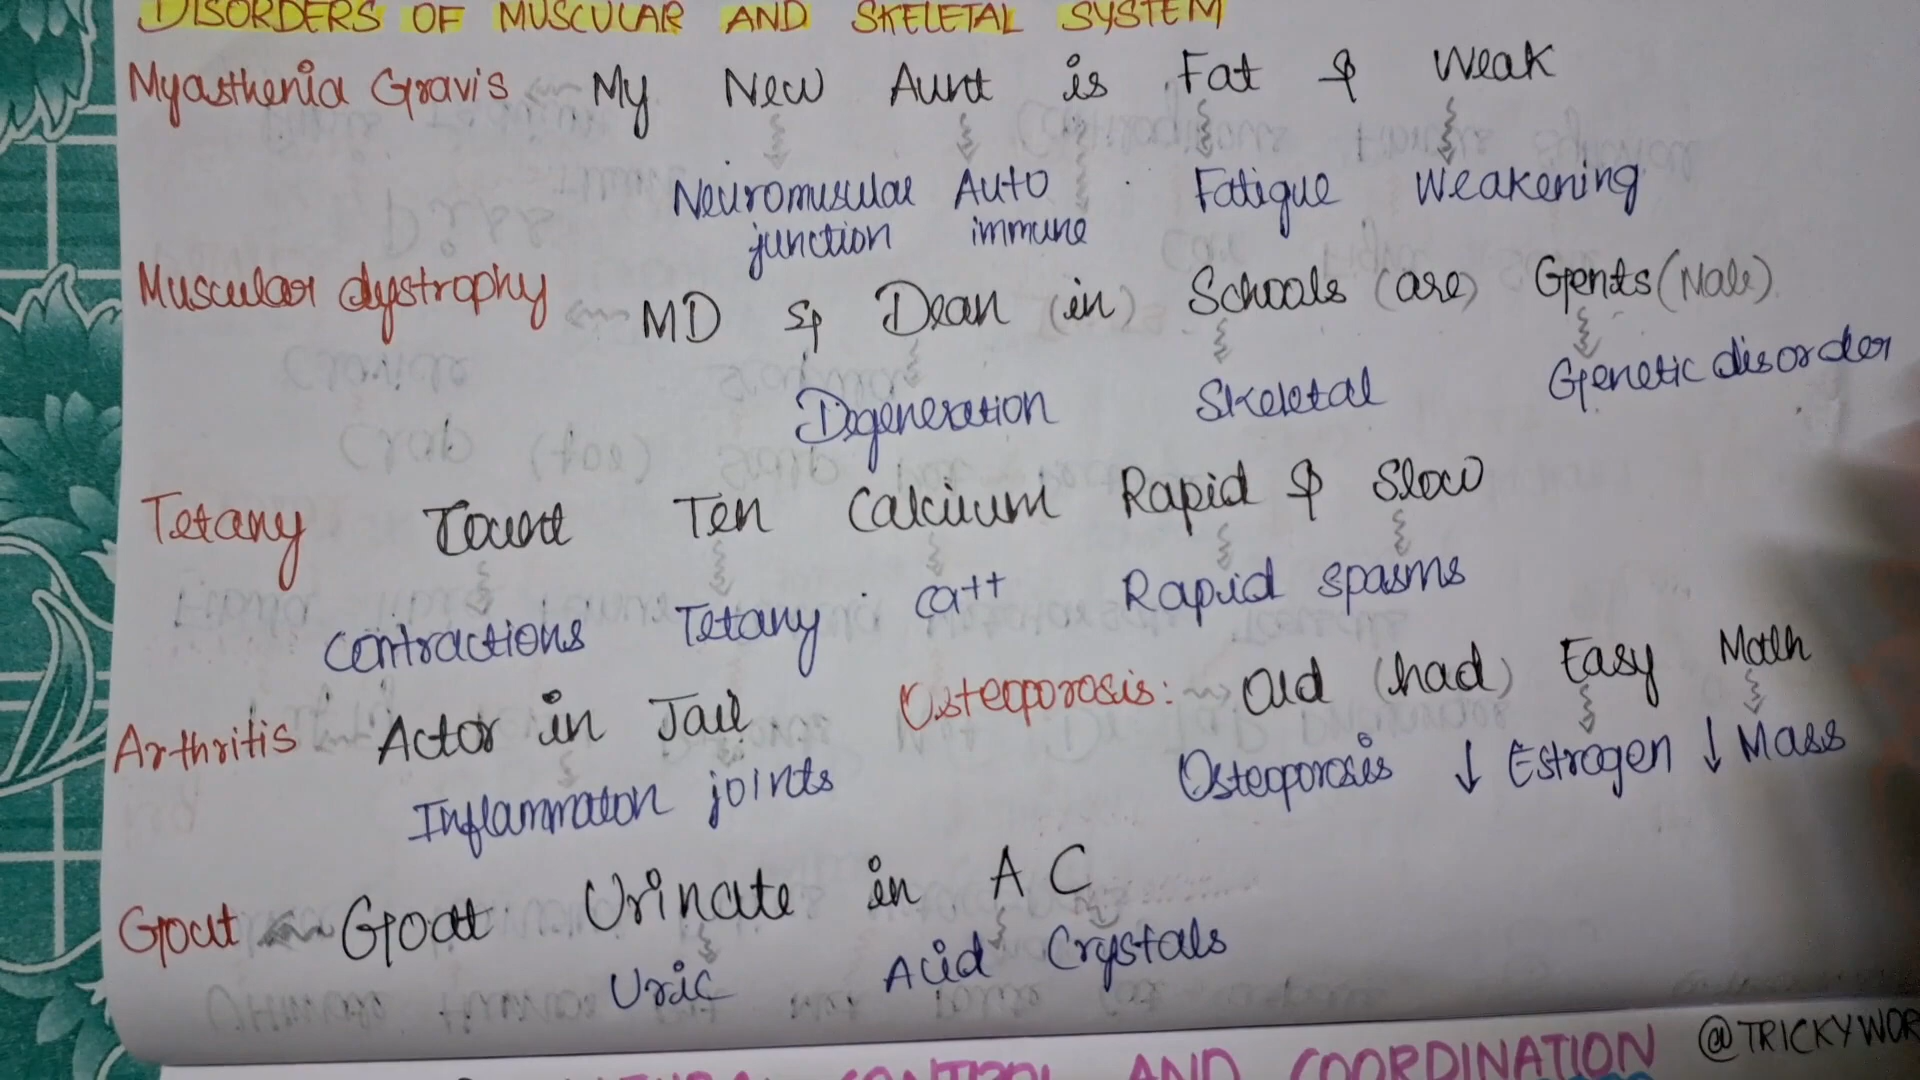 DISORDERS OF MUSCULAR AND SKELETAL SYSTEM
Myasthenia Gravis My New Aunt is Fat & Weak
Neuromuscular Auto Fatigue Weakening
junction immune
Muscular dystrophy MD & Dean (in) Schools (are) Gents (Male)
Degeneration Skeletal Genetic disorder
Tetany Count Ten Calcium Rapid & Slow
Contractions Tetany Ca++ Rapid spasms
Arthritis Actor in Jail
Inflammaton joints
Osteoporosis: Old (had) Easy Math
Osteoporosis ↓ Estrogen ↓ Mass
Gout Goat Urinate in A C
Uric Acid Crystals
CONTROL AND COORDINATION
@TRICKYWOR